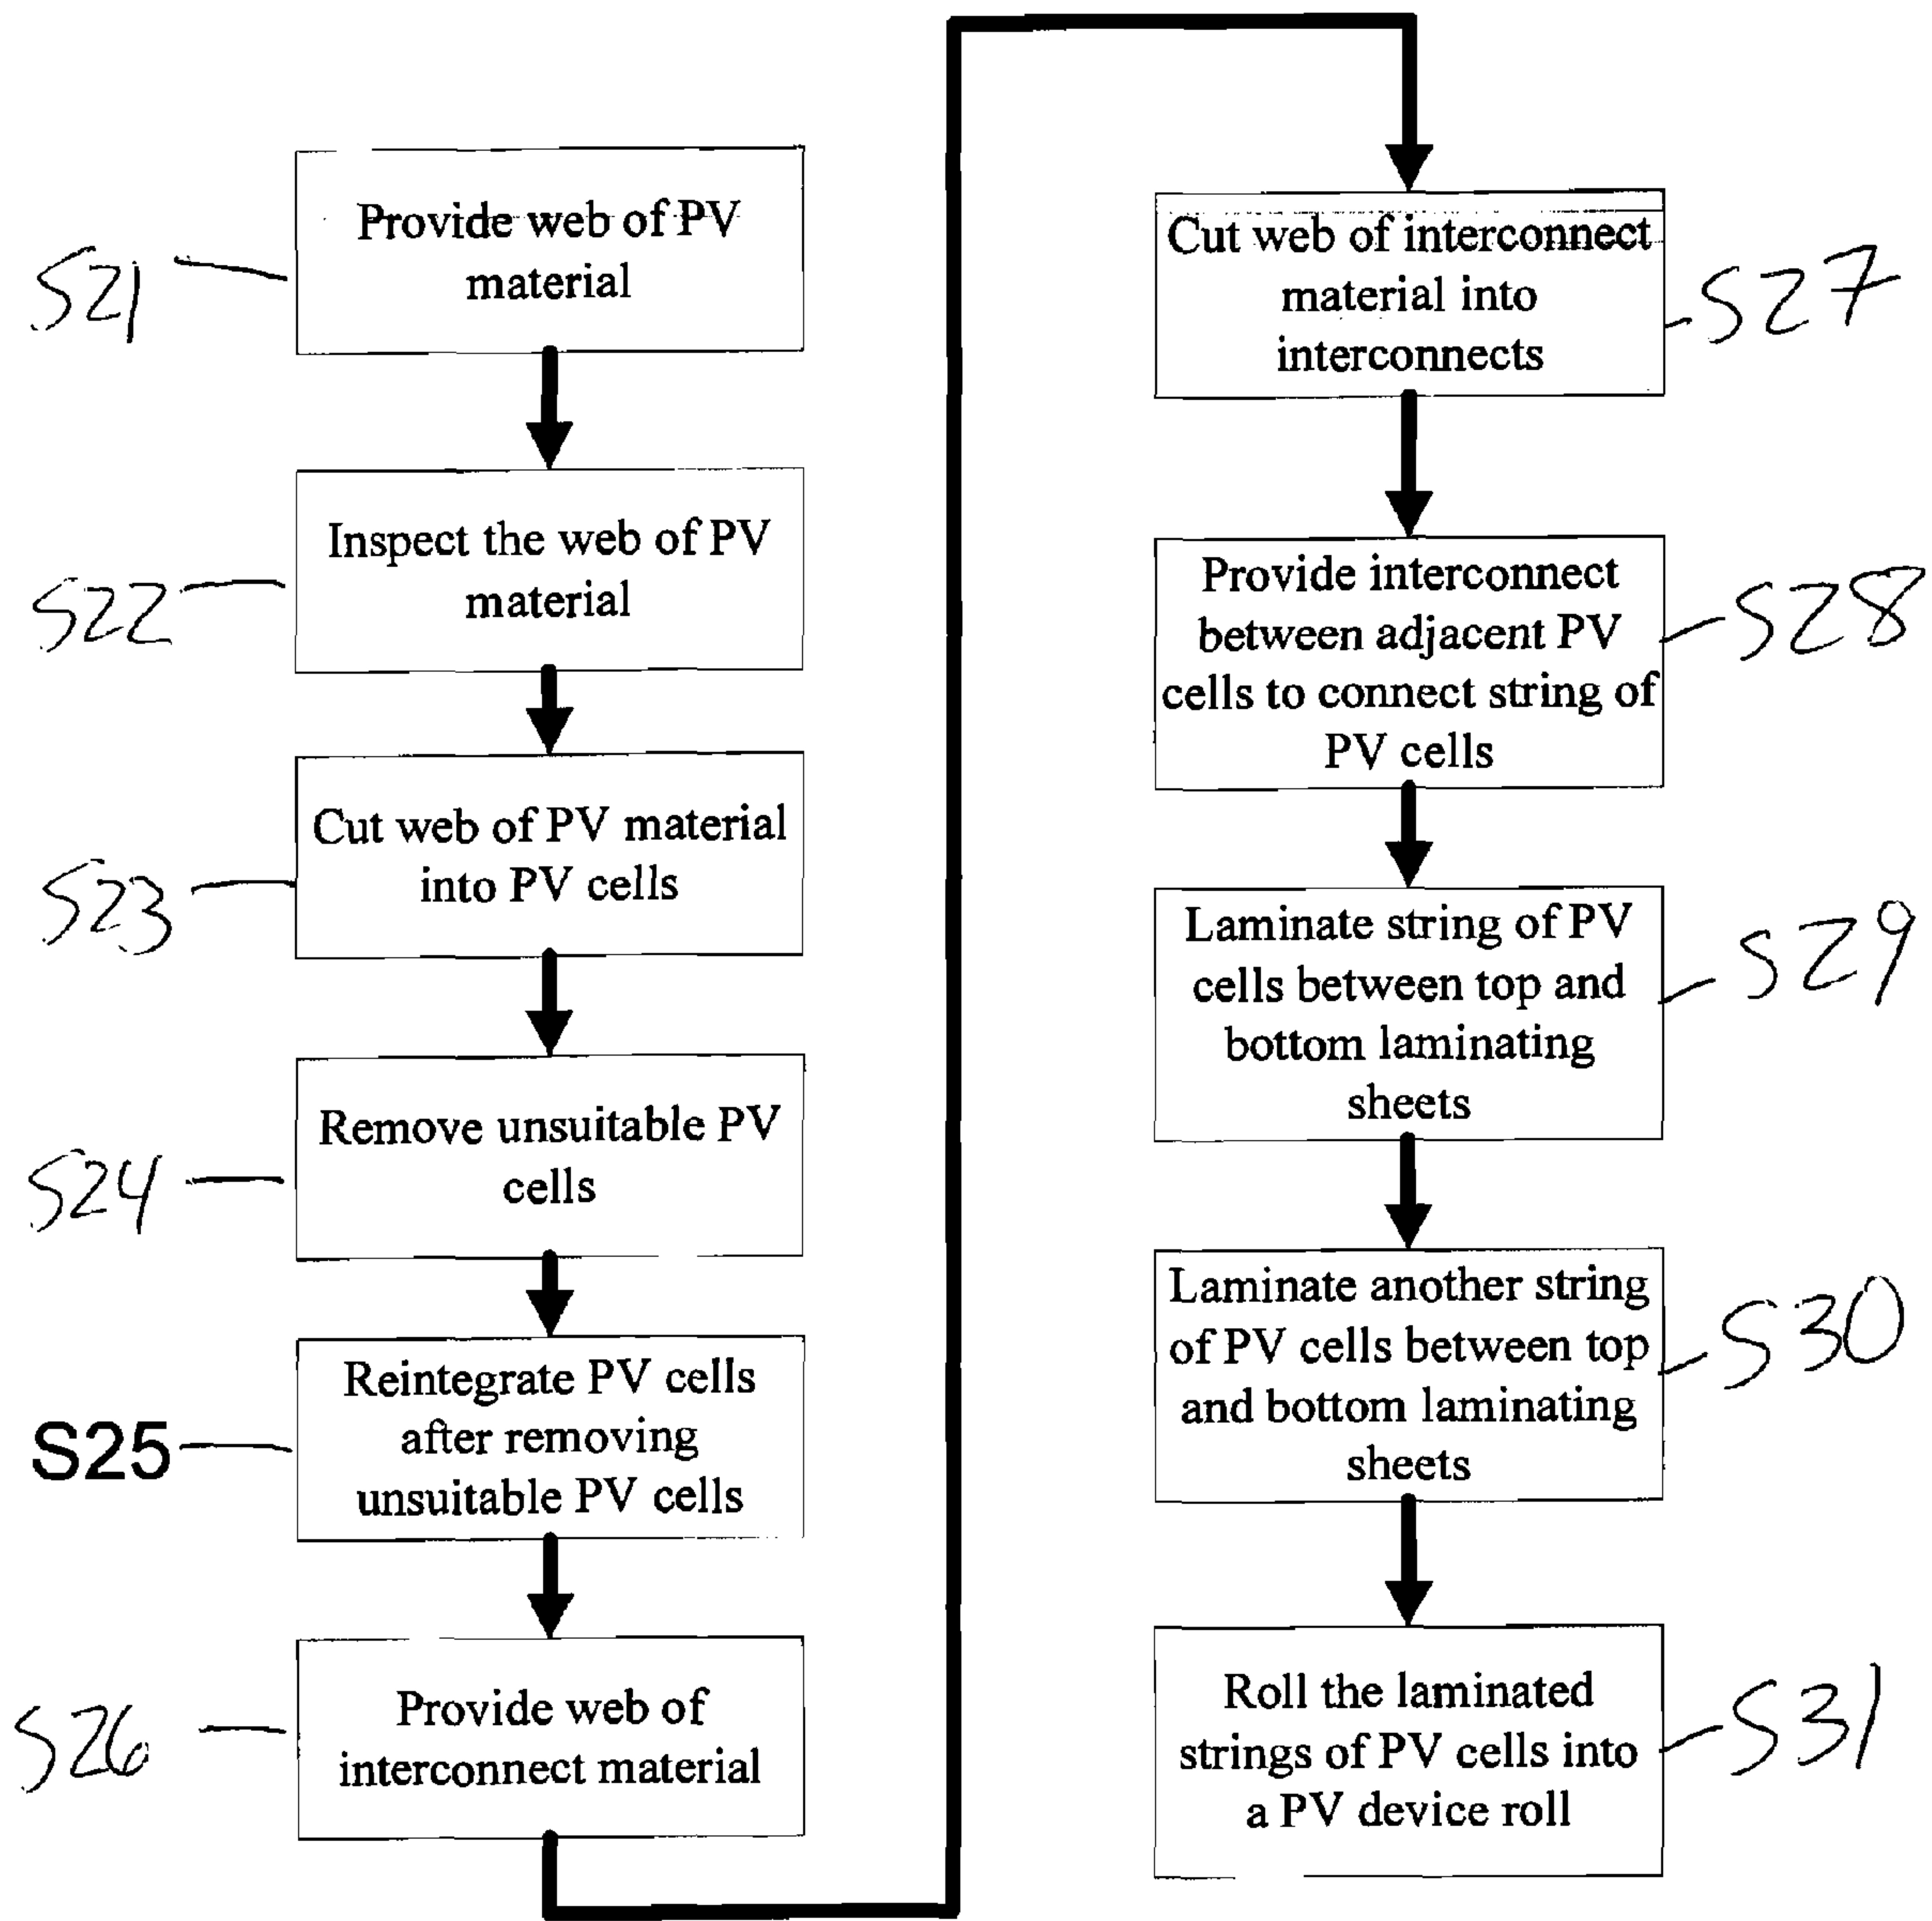 S21
Provide web of PV
material
S22
Inspect the web of PV
material
S23
Cut web of PV material
into PV cells
S24
Remove unsuitable PV
cells
S25
Reintegrate PV cells
after removing
unsuitable PV cells
S26
Provide web of
interconnect material
Cut web of interconnect
material into
interconnects
S27
Provide interconnect
between adjacent PV
cells to connect string of
PV cells
S28
Laminate string of PV
cells between top and
bottom laminating
sheets
S29
Laminate another string
of PV cells between top
and bottom laminating
sheets
S30
Roll the laminated
strings of PV cells into
a PV device roll
S31